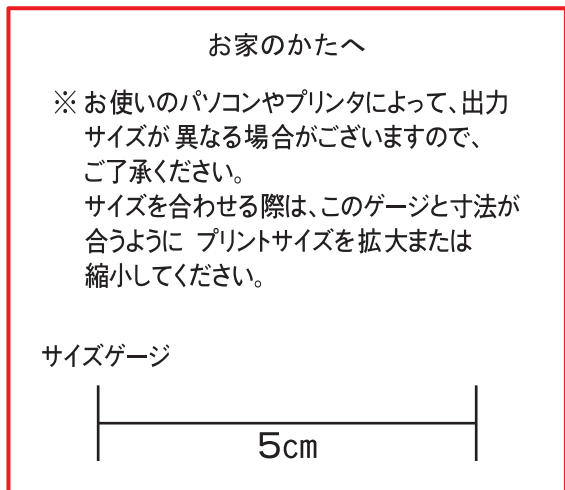 お家のかたへ
※ お使いのパソコンやプリンタによって、出力
サイズが 異なる場合がございますので、
ご了承ください。
サイズを合わせる際は、このゲージと寸法が
合うように プリントサイズを拡大または
縮小してください。
サイズゲージ
5cm